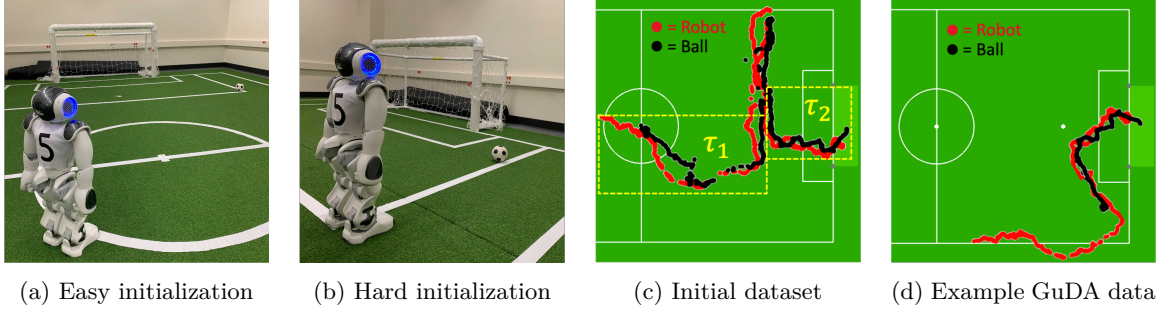 5
5
= Robot
= Ball
τ₁
τ₂
= Robot
= Ball
(a) Easy initialization
(b) Hard initialization
(c) Initial dataset
(d) Example GuDA data